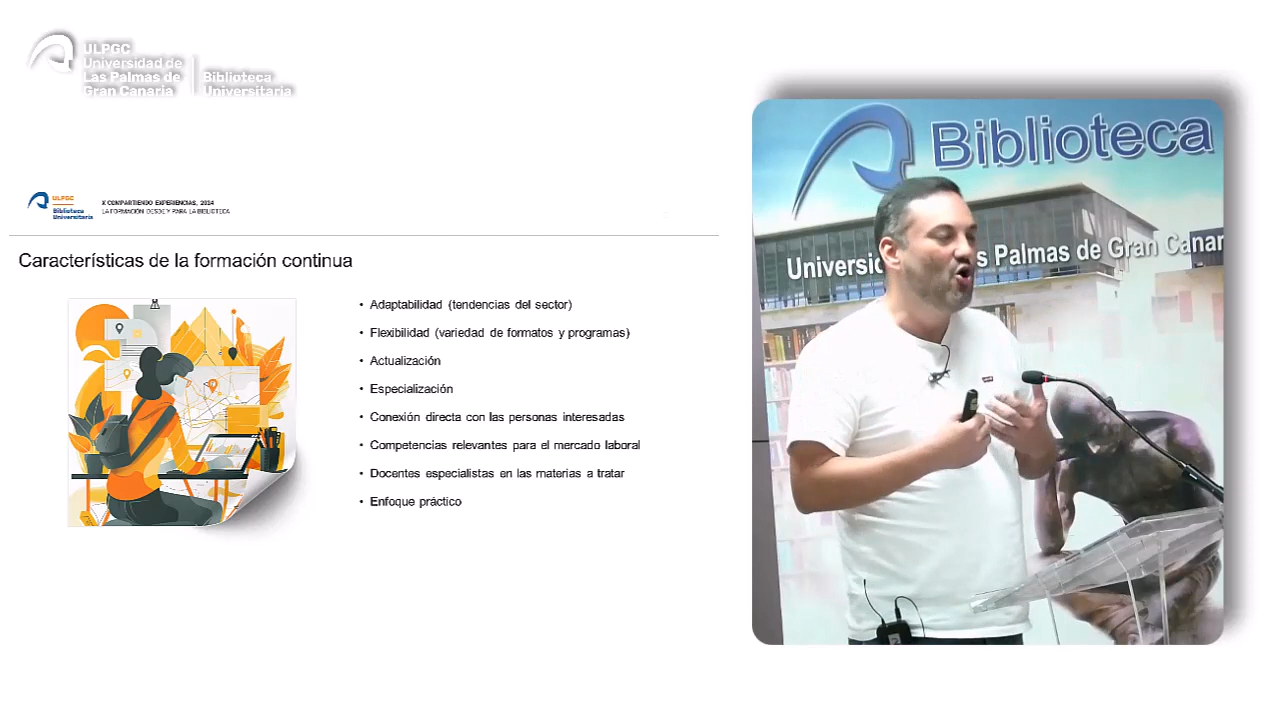 ULPGC
Universidad de
Las Palmas de
Gran Canaria
Biblioteca
Universitaria
ULPGC
Biblioteca
Universitaria
X COMPARTIENDO EXPERIENCIAS, 2024
LA FORMACIÓN DESDE Y PARA LA BIBLIOTECA
Características de la formación continua
• Adaptabilidad (tendencias del sector)
• Flexibilidad (variedad de formatos y programas)
• Actualización
• Especialización
• Conexión directa con las personas interesadas
• Competencias relevantes para el mercado laboral
• Docentes especialistas en las materias a tratar
• Enfoque práctico
Biblioteca
Palmas de Gran Canar